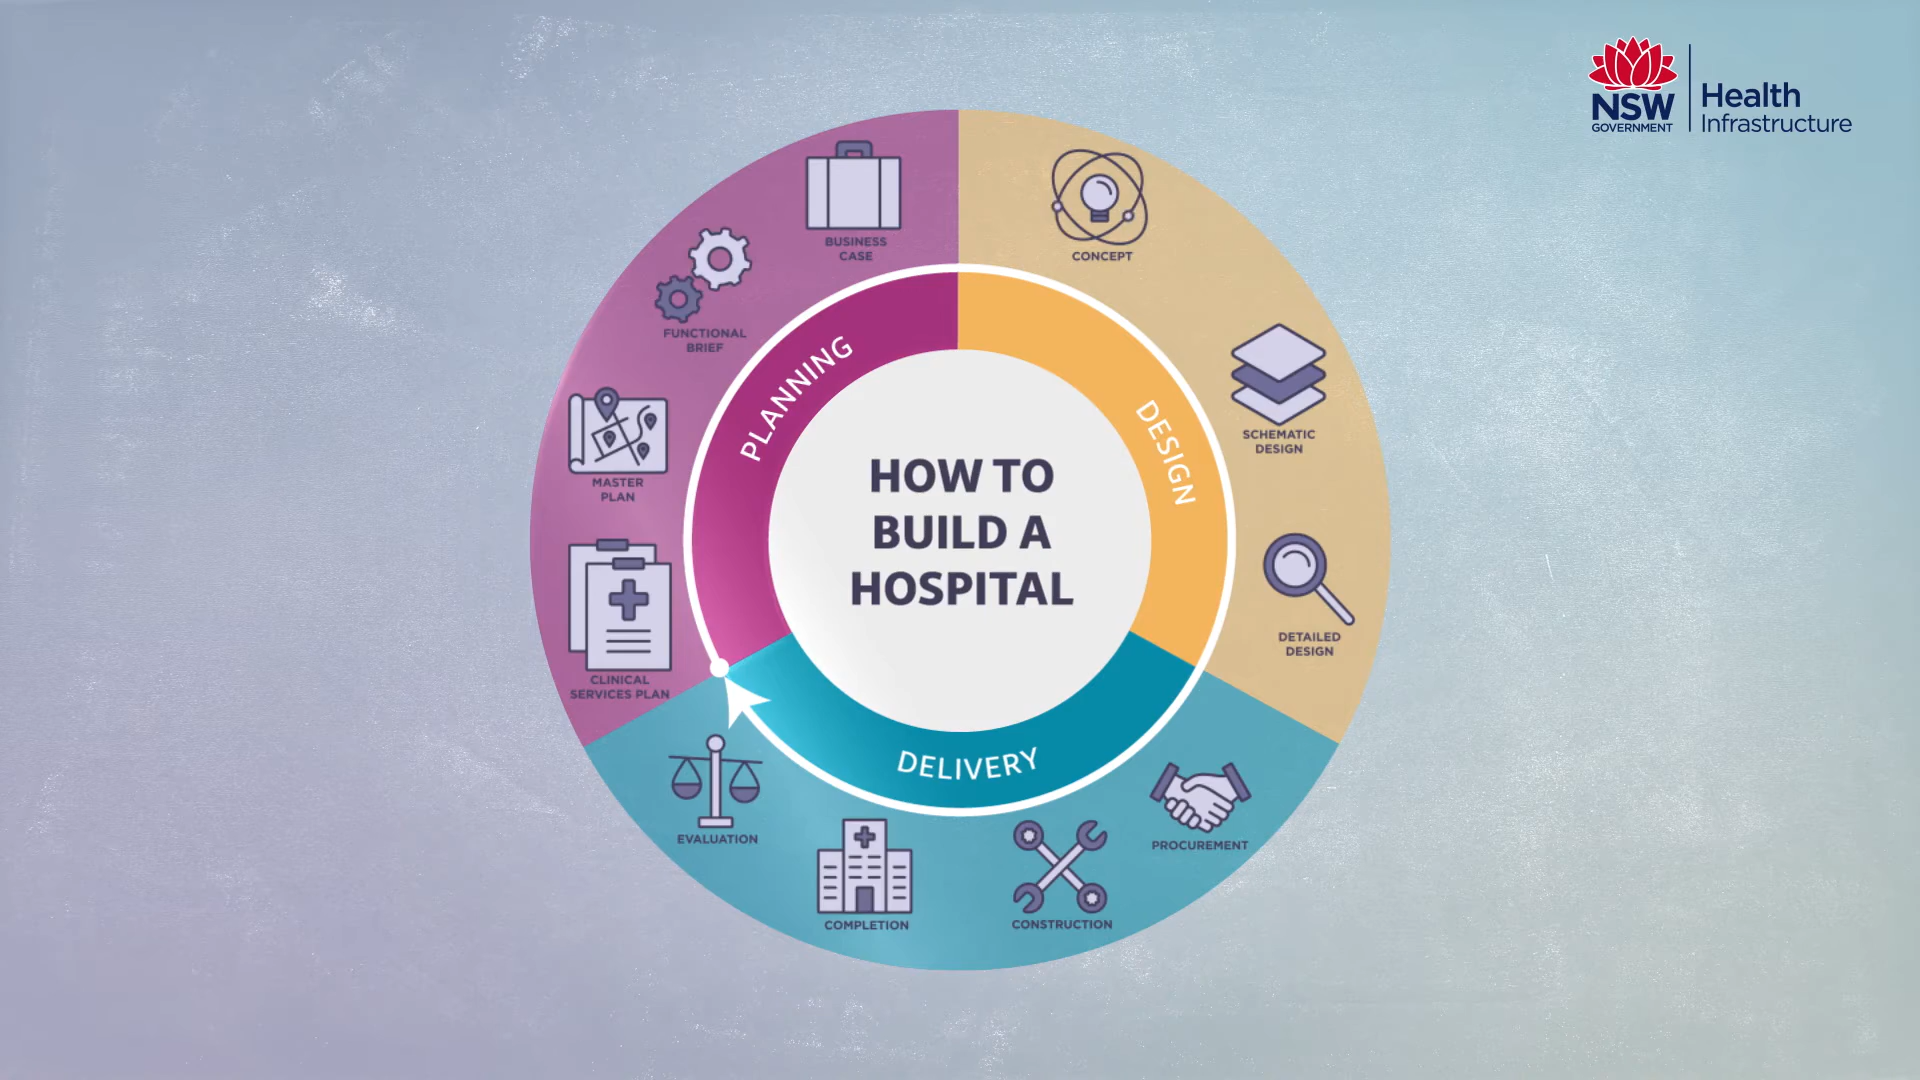 NSW
GOVERNMENT
Health
Infrastructure
HOW TO
BUILD A
HOSPITAL
PLANNING
CLINICAL
SERVICES PLAN
MASTER
PLAN
FUNCTIONAL
BRIEF
BUSINESS
CASE
DESIGN
CONCEPT
SCHEMATIC
DESIGN
DETAILED
DESIGN
DELIVERY
PROCUREMENT
CONSTRUCTION
COMPLETION
EVALUATION